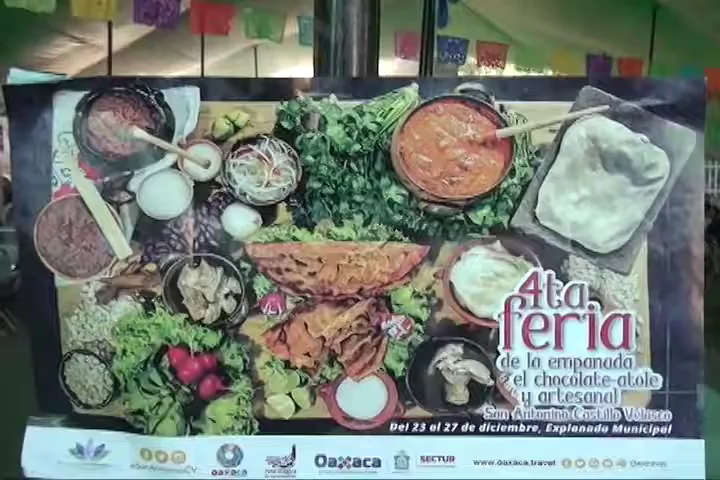 4ta
feria
de la empanada
el chocolate-atole
y artesanal
San Antonino Castillo Velasco
Del 23 al 27 de diciembre, Explanada Municipal
oaxaca
Oaxaca
SECTUR
www.oaxaca.travel